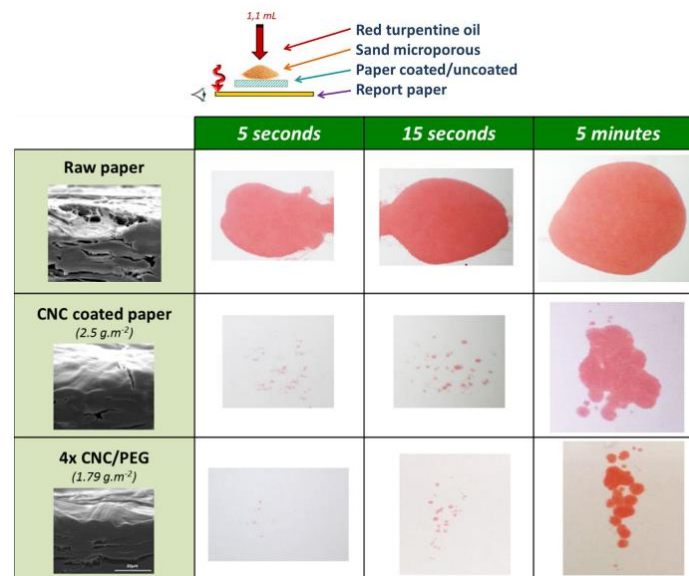 1,1 mL
Red turpentine oil
Sand microporous
Paper coated/uncoated
Report paper
5 seconds
15 seconds
5 minutes
Raw paper
CNC coated paper
(2.5 g.m⁻²)
4x CNC/PEG
(1.79 g.m⁻²)